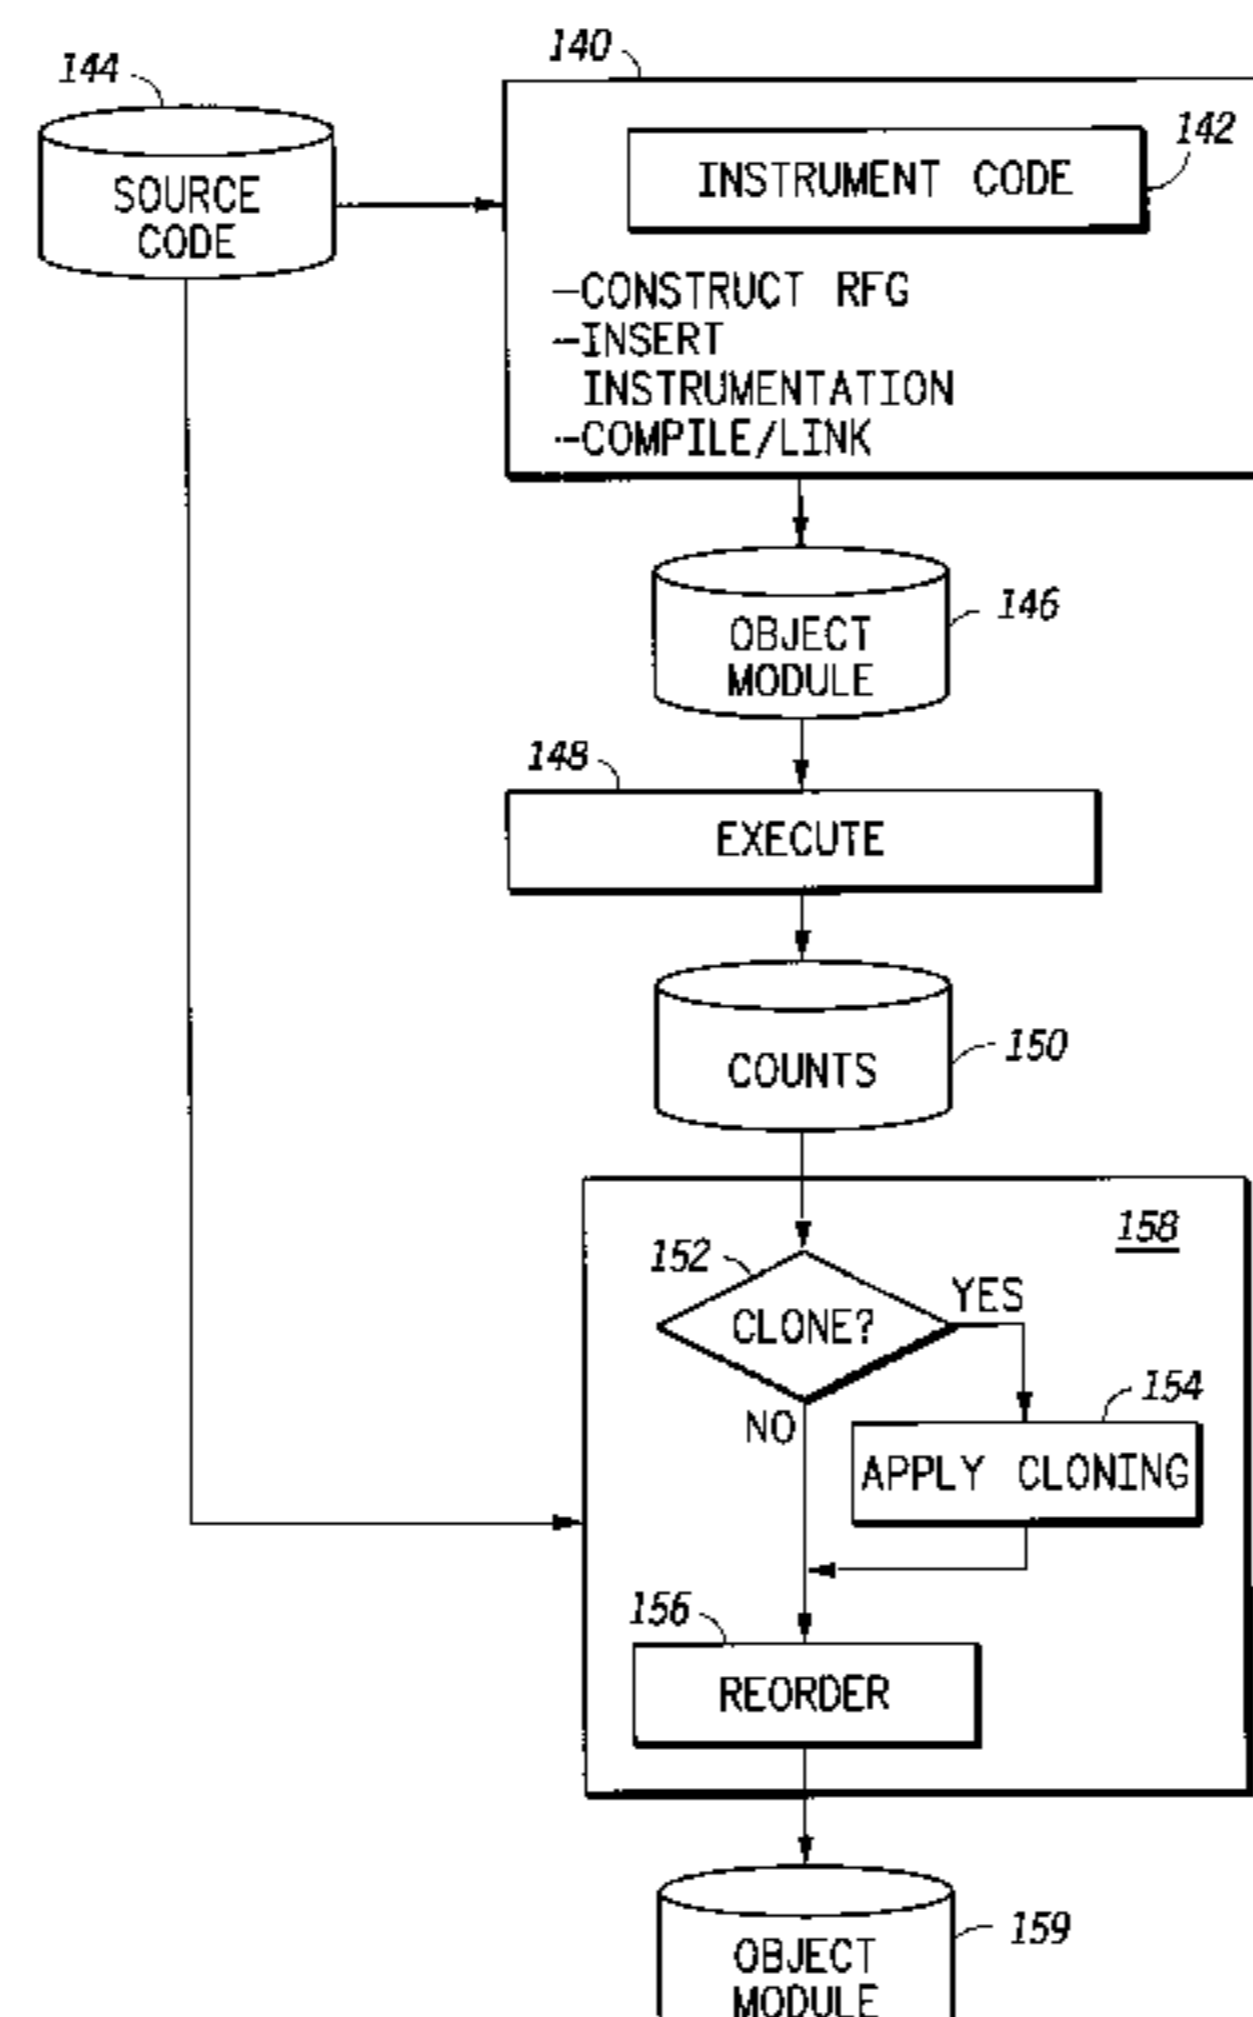 144
140
SOURCE
CODE
INSTRUMENT CODE
142
-CONSTRUCT RFG
-INSERT
INSTRUMENTATION
-COMPILE/LINK
OBJECT
MODULE
146
148
EXECUTE
COUNTS
150
158
152
CLONE?
YES
NO
154
APPLY CLONING
156
REORDER
OBJECT
MODULE
159